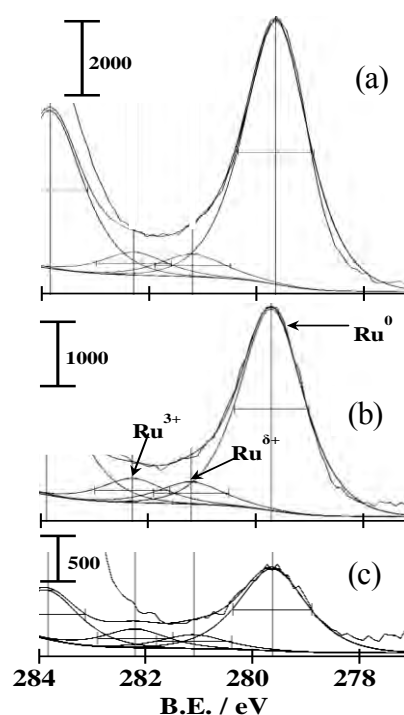 2000
(a)
1000
Ru⁰
(b)
Ru³⁺
Ruᵟ⁺
500
(c)
284 282 280 278
B.E. / eV